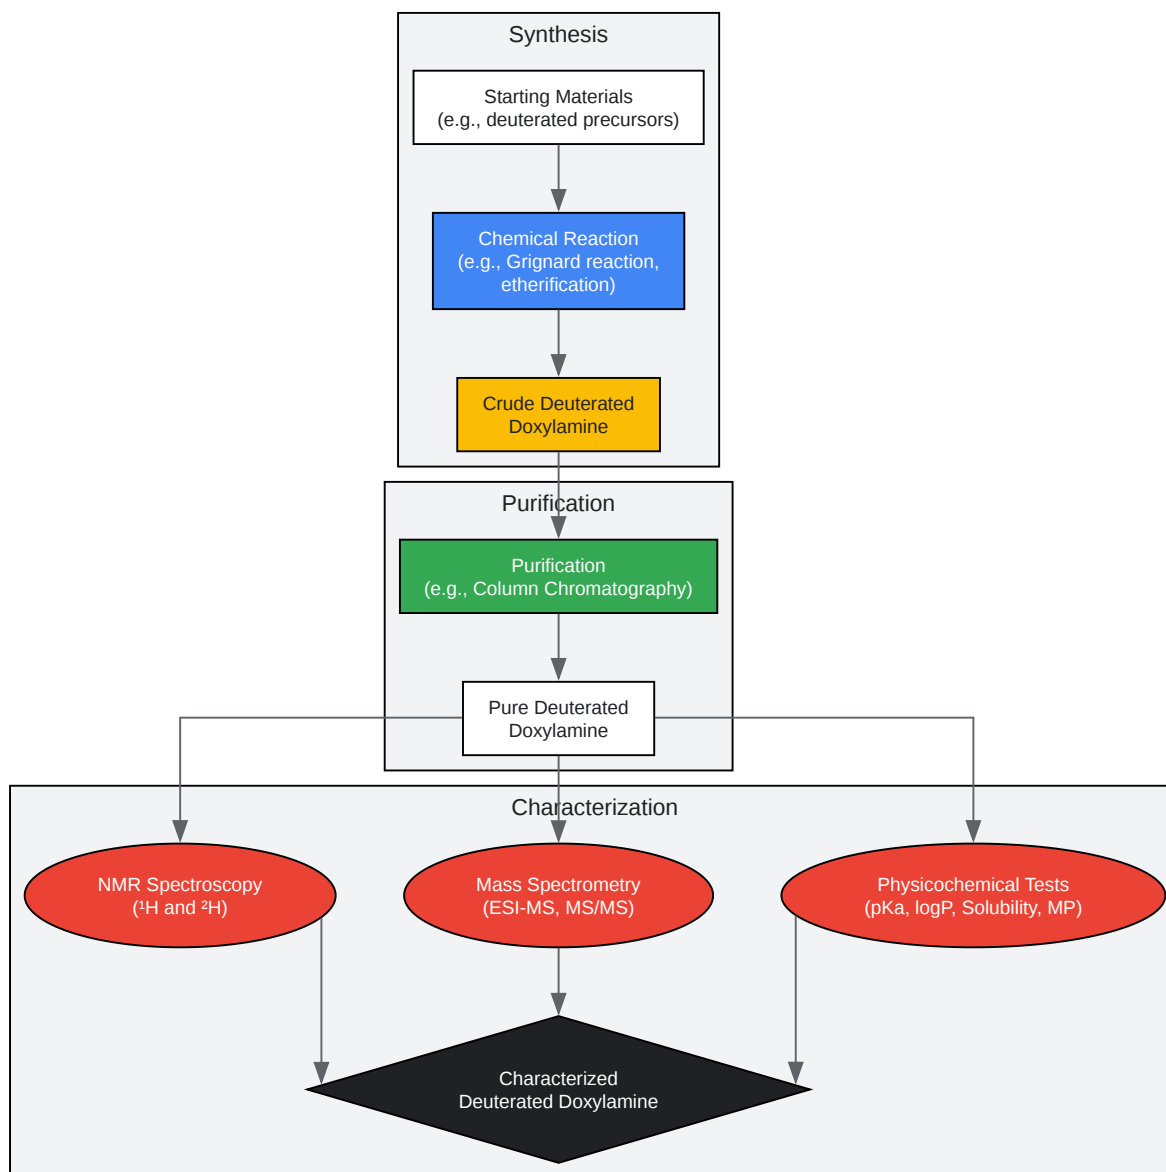 Synthesis
Starting Materials
(e.g., deuterated precursors)
Chemical Reaction
(e.g., Grignard reaction,
etherification)
Crude Deuterated
Doxylamine
Purification
Purification
(e.g., Column Chromatography)
Pure Deuterated
Doxylamine
Characterization
NMR Spectroscopy
(¹H and ²H)
Mass Spectrometry
(ESI-MS, MS/MS)
Physicochemical Tests
(pKa, logP, Solubility, MP)
Characterized
Deuterated Doxylamine